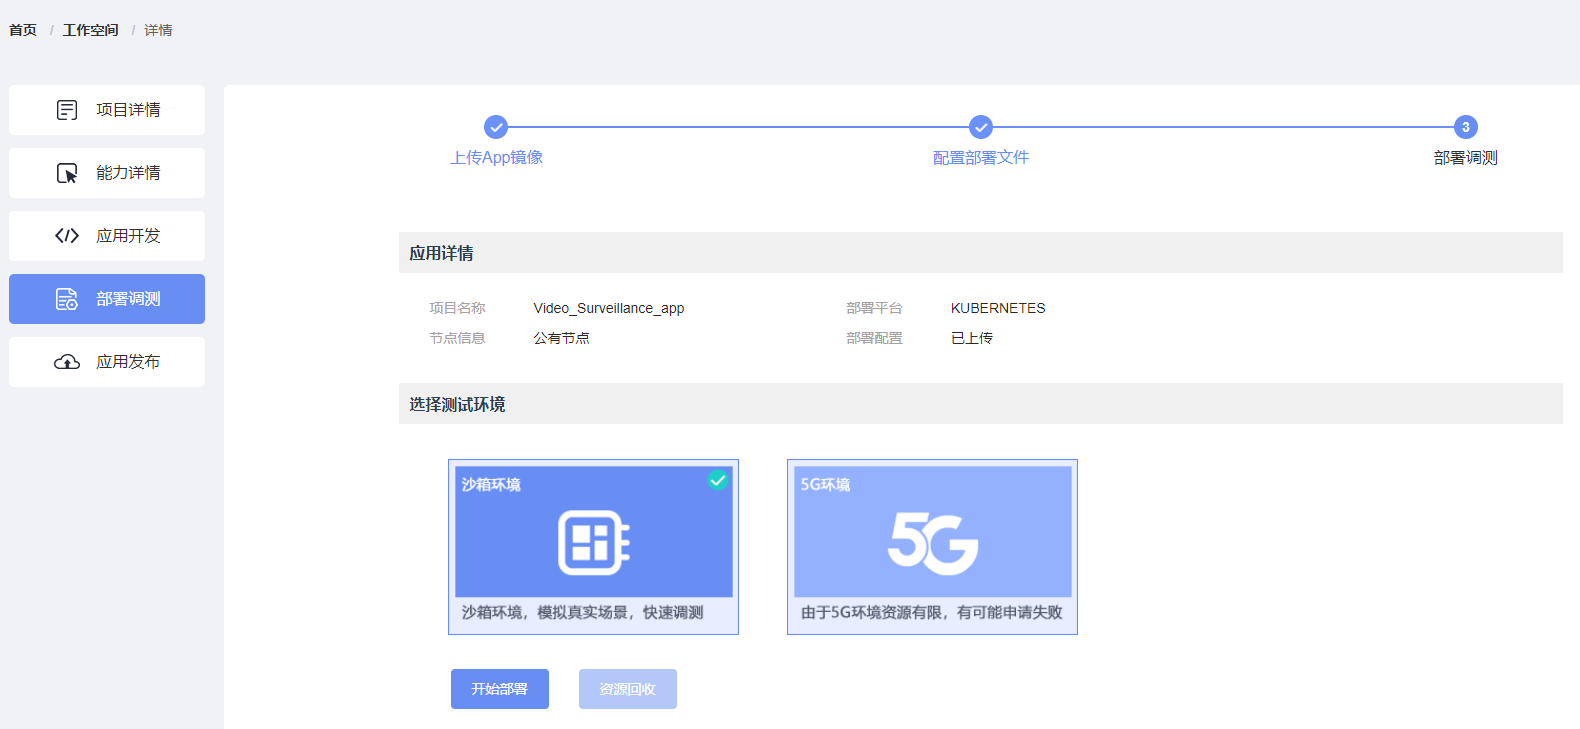 首页 / 工作空间 / 详情
项目详情
能力详情
应用开发
部署调测
应用发布
3
上传App镜像 配置部署文件 部署调测
应用详情
项目名称 Video_Surveillance_app 部署平台 KUBERNETES
节点信息 公有节点 部署配置 已上传
选择测试环境
沙箱环境
沙箱环境，模拟真实场景，快速调测
5G环境
5G
由于5G环境资源有限，有可能申请失败
开始部署 资源回收